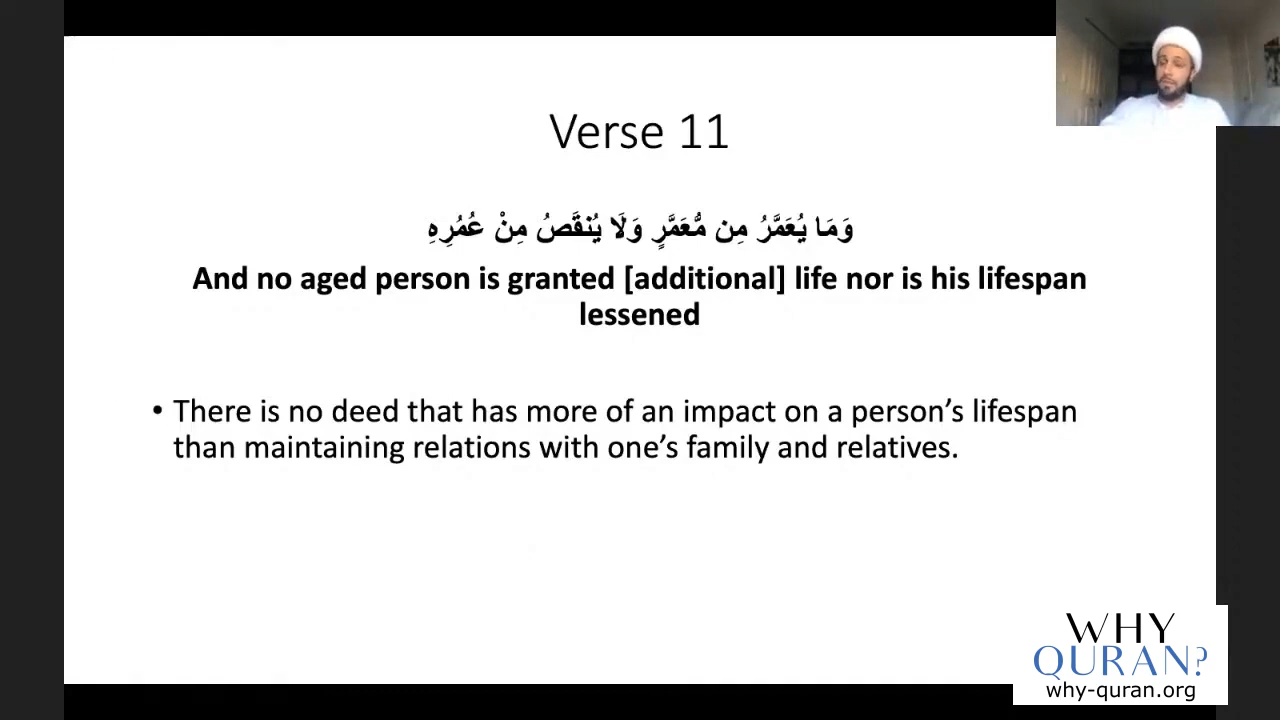 Verse 11
وَمَا يُعَمَّرُ مِن مُّعَمَّرٍ وَلَا يُنقَصُ مِنْ عُمُرِهِ
And no aged person is granted [additional] life nor is his lifespan
lessened
• There is no deed that has more of an impact on a person’s lifespan
than maintaining relations with one’s family and relatives.
WHY
QURAN?
why-quran.org